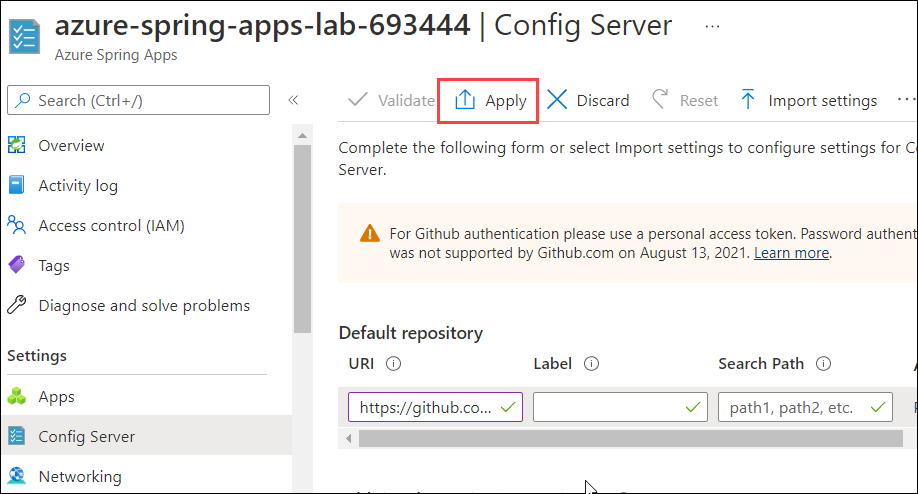 azure-spring-apps-lab-693444 | Config Server ...
Azure Spring Apps
Search (Ctrl+/)
«
Validate
Apply
Discard
Reset
Import settings
...
Overview
Activity log
Access control (IAM)
Tags
Diagnose and solve problems
Settings
Apps
Config Server
Networking
Complete the following form or select Import settings to configure settings for Co
Server.
For Github authentication please use a personal access token. Password authent
was not supported by Github.com on August 13, 2021. Learn more.
Default repository
URI
Label
Search Path
https://github.co...
path1, path2, etc.